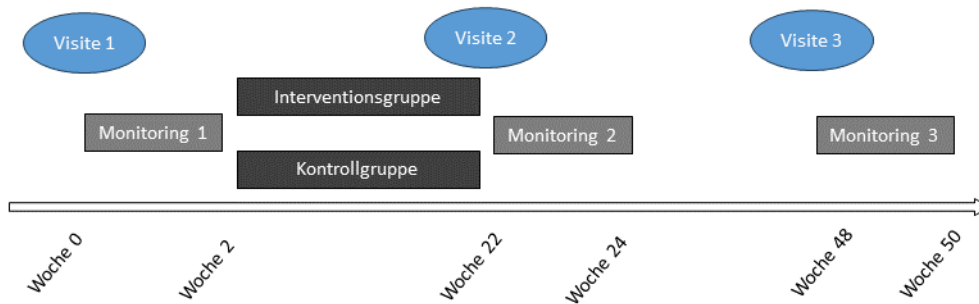 Visite 1
Visite 2
Visite 3
Interventionsgruppe
Monitoring 1
Monitoring 2
Monitoring 3
Kontrollgruppe
Woche 0
Woche 2
Woche 22
Woche 24
Woche 48
Woche 50